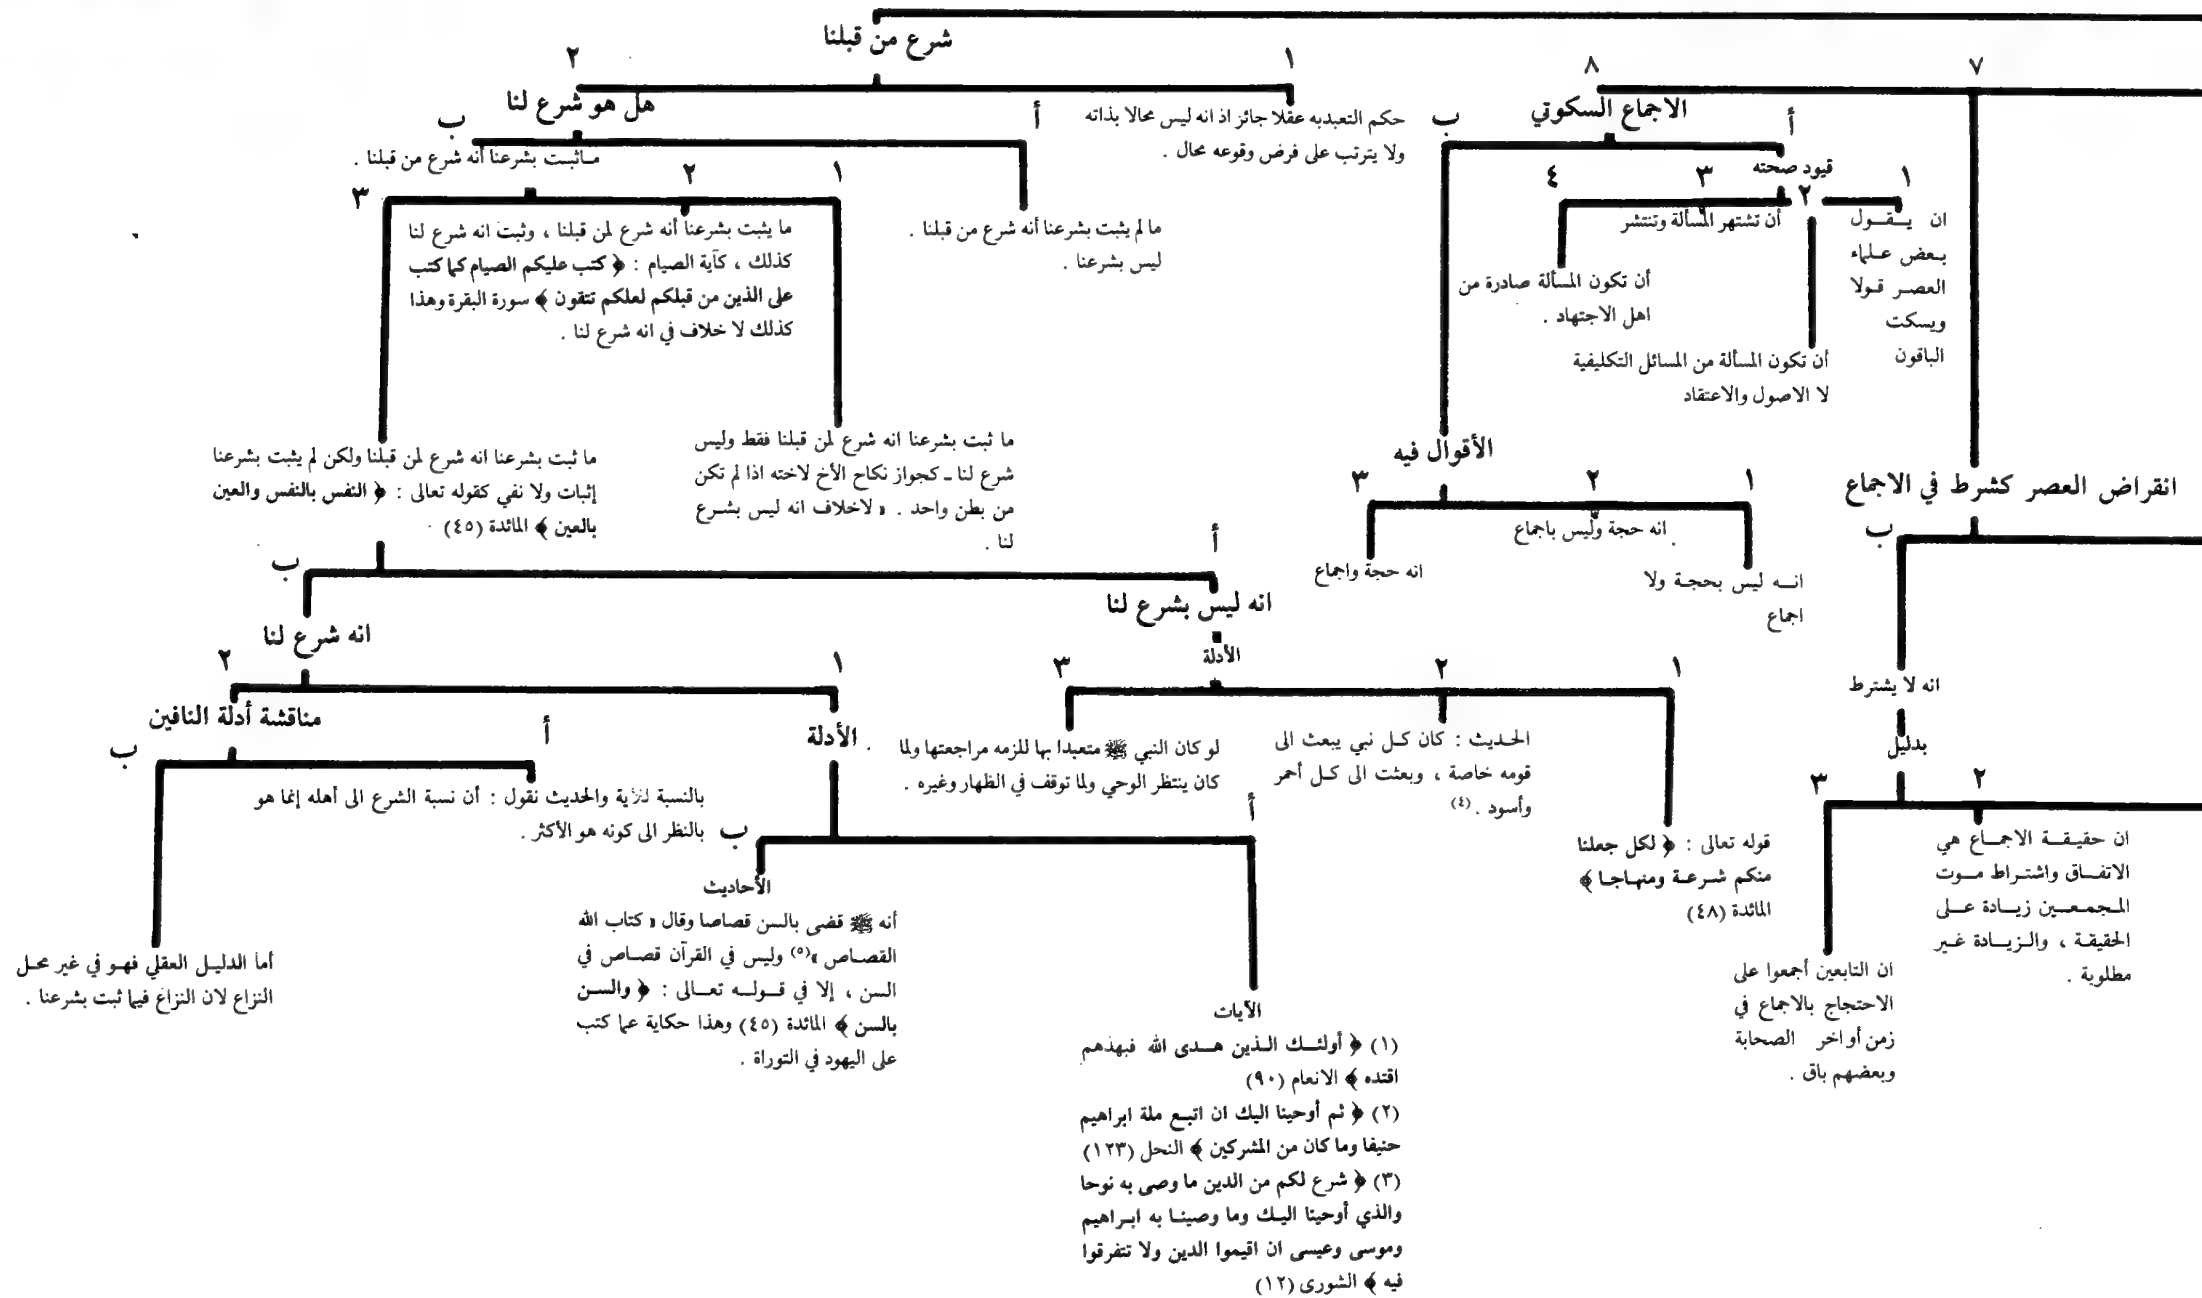 ٧
انقراض العصر كشرط في الاجماع
ب
انه لا يشترط
بدليل
٢
ان حقيقة الاجماع هي
الاتفاق واشتراط موت
المجمعين زيادة على
الحقيقة ، والزيادة غير
مطلوبة .
٣
ان التابعين أجمعوا على
الاحتجاج بالاجماع في
زمن أواخر الصحابة
وبعضهم باق .
٨
الاجماع السكوتي
أ
قيود صحته
١
ان يقول
بعض علماء
العصر قولا
ويسكت
الباقون
٢
أن تكون المسألة من المسائل التكليفية
لا الاصول والاعتقاد
٣
أن تشتهر المسألة وتنتشر
٤
أن تكون المسألة صادرة من
اهل الاجتهاد .
ب
الأقوال فيه
١
انه ليس بحجة ولا
اجماع
٢
انه حجة وليس باجماع
٣
انه حجة واجماع
شرع من قبلنا
١
حكم التعبدبه عقلا جائز اذ انه ليس محالا بذاته
ولا يترتب على فرض وقوعه محال .
٢
هل هو شرع لنا
أ
ما لم يثبت بشرعنا أنه شرع من قبلنا .
ليس بشرعنا .
ب
ماثبت بشرعنا أنه شرع من قبلنا .
١
ما ثبت بشرعنا انه شرع لمن قبلنا فقط وليس
شرع لنا ـ كجواز نكاح الأخ لاخته اذا لم تكن
من بطن واحد . « لاخلاف انه ليس بشرع
لنا .
٢
ما يثبت بشرعنا أنه شرع لمن قبلنا ، وثبت انه شرع لنا
كذلك ، كآية الصيام : ﴿ كتب عليكم الصيام كما كتب
على الذين من قبلكم لعلكم تتقون ﴾ سورة البقرة وهذا
كذلك لا خلاف في انه شرع لنا .
٣
ما ثبت بشرعنا انه شرع لمن قبلنا ولكن لم يثبت بشرعنا
إثبات ولا نفي كقوله تعالى : ﴿ النفس بالنفس والعين
بالعين ﴾ المائدة (٤٥)
أ
انه ليس بشرع لنا
الأدلة
١
قوله تعالى : ﴿ لكل جعلنا
منكم شرعة ومنهاجا ﴾
المائدة (٤٨)
٢
الحديث : كان كل نبي يبعث الى
قومه خاصة ، وبعثت الى كل أحمر
وأسود . (٤)
٣
لو كان النبي ﷺ متعبدا بها للزمه مراجعتها ولما
كان ينتظر الوحي ولما توقف في الظهار وغيره .
ب
انه شرع لنا
١
الأدلة .
أ
الآيات
(١) ﴿ أولئك الذين هدى الله فبهدهم
اقتده ﴾ الانعام (٩٠)
(٢) ﴿ ثم أوحينا اليك ان اتبع ملة ابراهيم
حنيفا وما كان من المشركين ﴾ النحل (١٢٣)
(٣) ﴿ شرع لكم من الدين ما وصى به نوحا
والذي أوحينا اليك وما وصينا به ابراهيم
وموسى وعيسى ان اقيموا الدين ولا تتفرقوا
فيه ﴾ الشورى (١٢)
ب
الأحاديث
أنه ﷺ قضى بالسن قصاصا وقال « كتاب الله
القصاص »(٥) وليس في القرآن قصاص في
السن ، إلا في قوله تعالى : ﴿ والسن
بالسن ﴾ المائدة (٤٥) وهذا حكاية عما كتب
على اليهود في التوراة .
٢
مناقشة أدلة النافين
أ
بالنسبة للأية والحديث نقول : أن نسبة الشرع الى أهله إنما هو
بالنظر الى كونه هو الأكثر .
ب
أما الدليل العقلي فهو في غير محل
النزاع لان النزاع فيما ثبت بشرعنا .